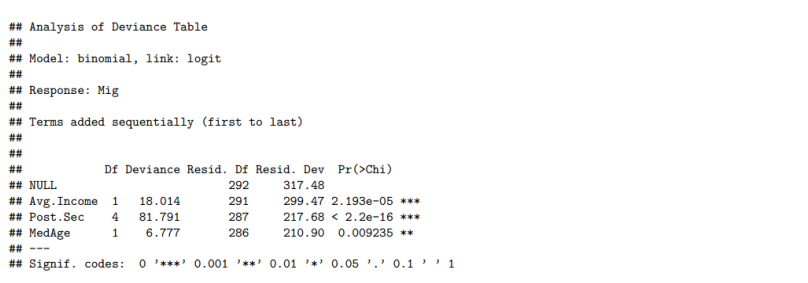 ## Analysis of Deviance Table
##
## Model: binomial, link: logit
##
## Response: Mig
##
## Terms added sequentially (first to last)
##
##
##            Df Deviance Resid. Df Resid. Dev  Pr(>Chi)
## NULL                         292     317.48
## Avg.Income  1   18.014       291     299.47 2.193e-05 ***
## Post.Sec    4   81.791       287     217.68 < 2.2e-16 ***
## MedAge      1    6.777       286     210.90  0.009235 **
## ---
## Signif. codes:  0 '***' 0.001 '**' 0.01 '*' 0.05 '.' 0.1 ' ' 1